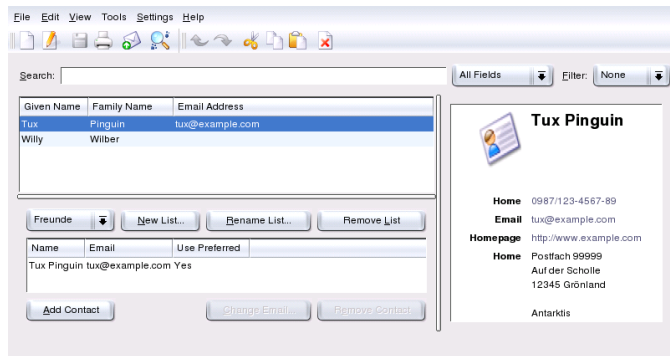 File Edit View Tools Settings Help
Search: All Fields Filter: None
Given Name Family Name Email Address
Tux Pinguin tux@example.com
Willy Wilber
Freunde New List... Rename List... Remove List
Name Email Use Preferred
Tux Pinguin tux@example.com Yes
Add Contact Change Email... Remove Contact
Tux Pinguin
Home 0987/123-4567-89
Email tux@example.com
Homepage http://www.example.com
Home Postfach 99999
Auf der Scholle
12345 Grönland
Antarktis